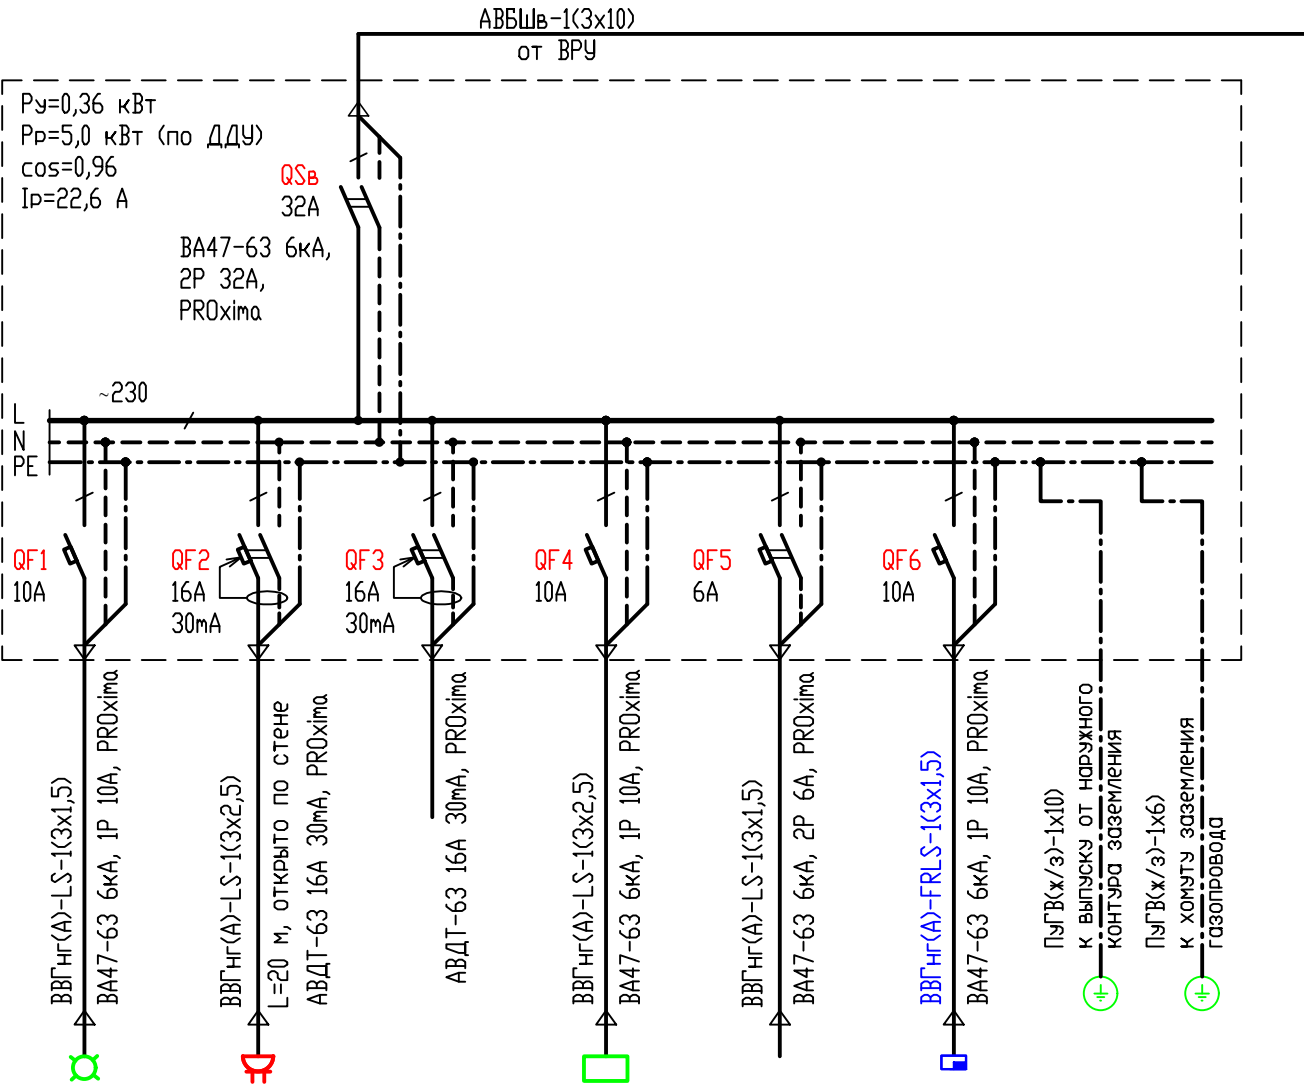 АВБШв-1(3х10)
от ВРУ
Ру=0,36 кВт
Рр=5,0 кВт (по ДДУ)
cos=0,96
Iр=22,6 А
QSв
32А
ВА47-63 6кА,
2Р 32А,
PROxima
~230
L
N
PE
QF1
10А
QF2
16А
30mA
QF3
16А
30mA
QF4
10А
QF5
6А
QF6
10А
ВВГнг(А)-LS-1(3х1,5)
ВА47-63 6кА, 1Р 10А, PROxima
ВВГнг(А)-LS-1(3х2,5)
L=20 м, открыто по стене
АВДТ-63 16А 30mA, PROxima
АВДТ-63 16А 30mA, PROxima
ВВГнг(А)-LS-1(3х2,5)
ВА47-63 6кА, 1Р 10А, PROxima
ВВГнг(А)-LS-1(3х1,5)
ВА47-63 6кА, 2Р 6А, PROxima
ВВГнг(А)-FRLS-1(3х1,5)
ВА47-63 6кА, 1Р 10А, PROxima
ПуГВ(ж/з)-1х10)
к выпуску от наружного
контура заземления
ПуГВ(ж/з)-1х6)
к хомуту заземления
газопровода